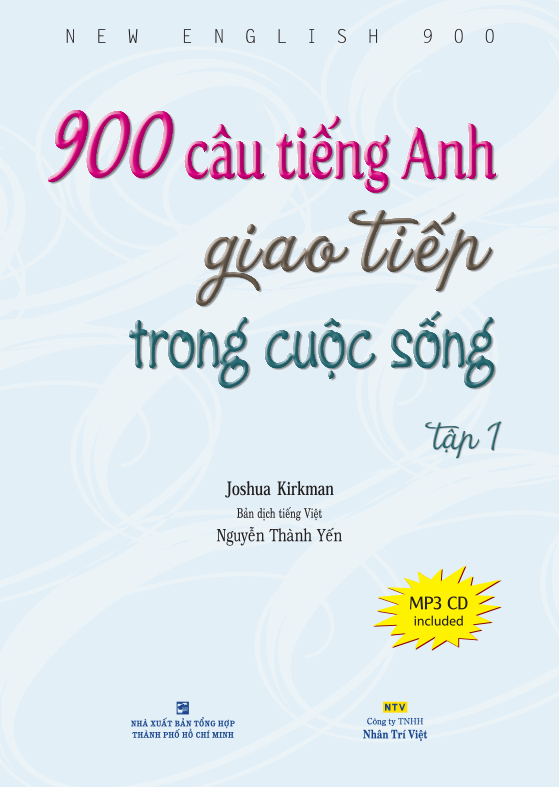 NEW ENGLISH 900
900 câu tiếng Anh
giao tiếp
trong cuộc sống
tập 1
Joshua Kirkman
Bản dịch tiếng Việt
Nguyễn Thành Yến
MP3 CD
included
NHÀ XUẤT BẢN TỔNG HỢP
THÀNH PHỐ HỒ CHÍ MINH
NTV
Công ty TNHH
Nhân Trí Việt